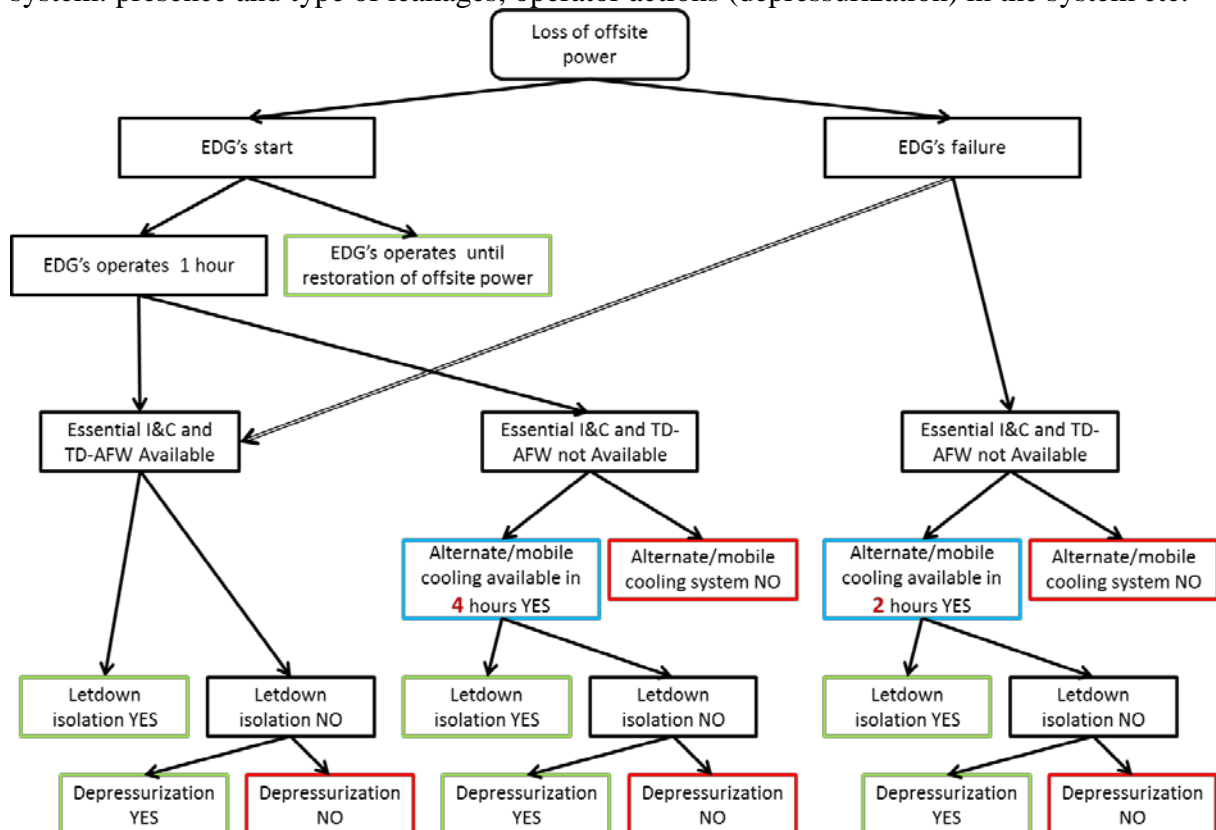 system: presence and type of leakages, operator actions (depressurization) in the system etc.
Loss of offsite
power
EDG's start
EDG's failure
EDG's operates 1 hour
EDG's operates until
restoration of offsite power
Essential I&C and
TD-AFW Available
Essential I&C and TD-
AFW not Available
Essential I&C and TD-
AFW not Available
Alternate/mobile
cooling available in
4 hours YES
Alternate/mobile
cooling system NO
Alternate/mobile
cooling available in
2 hours YES
Alternate/mobile
cooling system NO
Letdown
isolation YES
Letdown
isolation NO
Letdown
isolation YES
Letdown
isolation NO
Letdown
isolation YES
Letdown
isolation NO
Depressurization
YES
Depressurization
NO
Depressurization
YES
Depressurization
NO
Depressurization
YES
Depressurization
NO